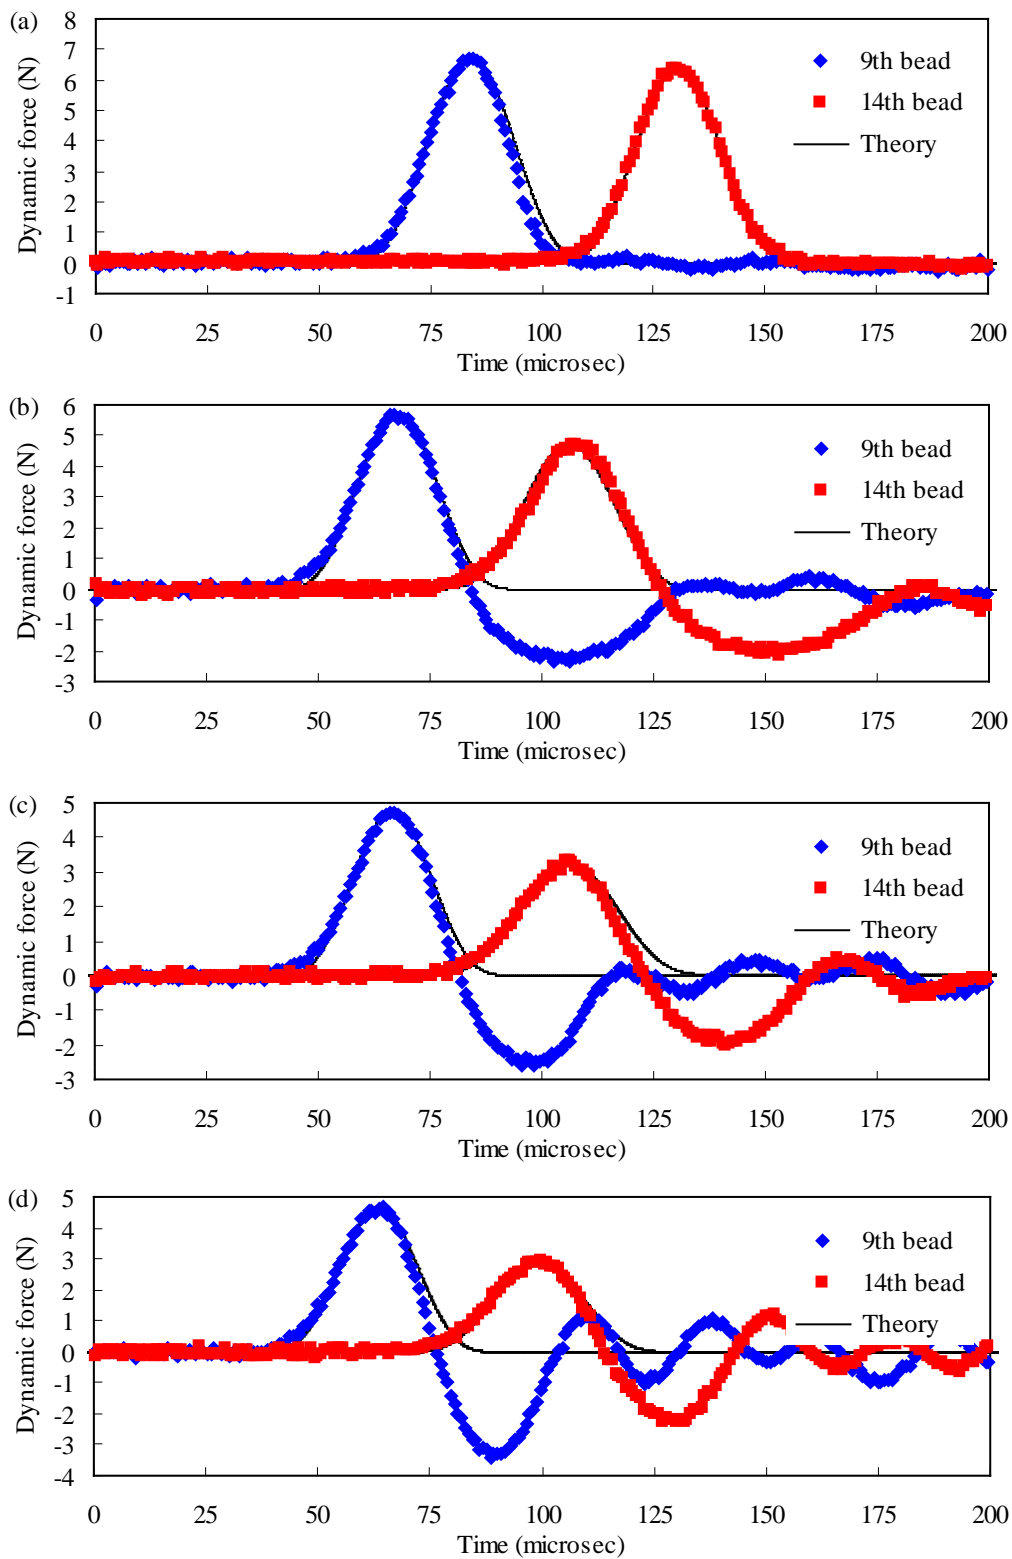 (a)
8
7
6
5
4
3
2
1
0
-1
Dynamic force (N)
9th bead
14th bead
Theory
0 25 50 75 100 125 150 175 200
Time (microsec)
(b)
6
5
4
3
2
1
0
-1
-2
-3
Dynamic force (N)
9th bead
14th bead
Theory
0 25 50 75 100 125 150 175 200
Time (microsec)
(c)
5
4
3
2
1
0
-1
-2
-3
Dynamic force (N)
9th bead
14th bead
Theory
0 25 50 75 100 125 150 175 200
Time (microsec)
(d)
5
4
3
2
1
0
-1
-2
-3
-4
Dynamic force (N)
9th bead
14th bead
Theory
0 25 50 75 100 125 150 175 200
Time (microsec)